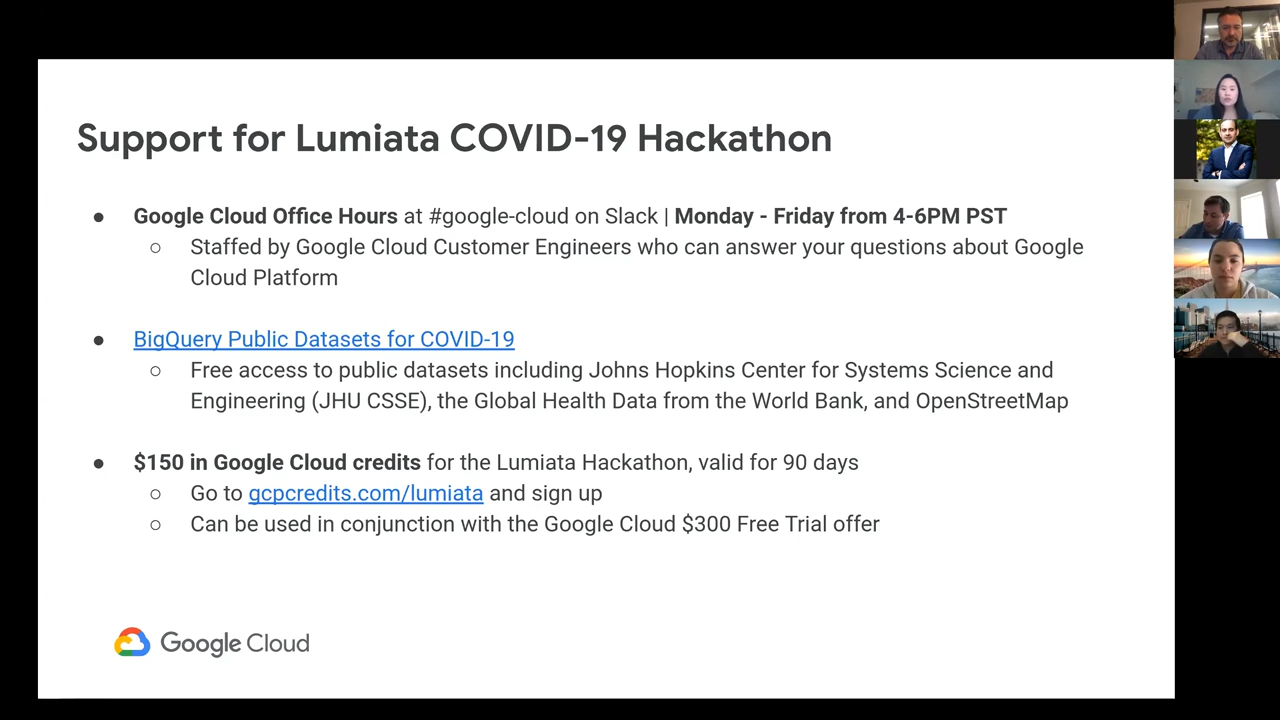 Support for Lumiata COVID-19 Hackathon
● Google Cloud Office Hours at #google-cloud on Slack | Monday - Friday from 4-6PM PST
○ Staffed by Google Cloud Customer Engineers who can answer your questions about Google
Cloud Platform
● BigQuery Public Datasets for COVID-19
○ Free access to public datasets including Johns Hopkins Center for Systems Science and
Engineering (JHU CSSE), the Global Health Data from the World Bank, and OpenStreetMap
● $150 in Google Cloud credits for the Lumiata Hackathon, valid for 90 days
○ Go to gcpcredits.com/lumiata and sign up
○ Can be used in conjunction with the Google Cloud $300 Free Trial offer
Google Cloud